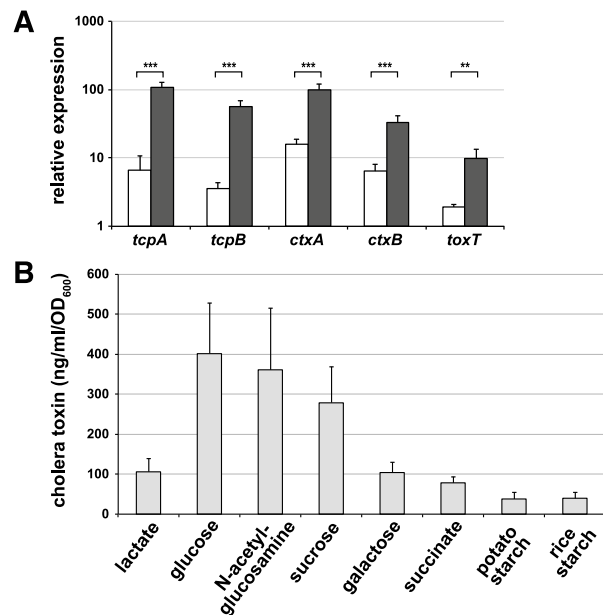 A
relative expression
1000
100
10
1
*** *** *** *** **
tcpA tcpB ctxA ctxB toxT
B
cholera toxin (ng/ml/OD600)
600
500
400
300
200
100
0
lactate
glucose
N-acetyl-
glucosamine
sucrose
galactose
succinate
potato
starch
rice
starch